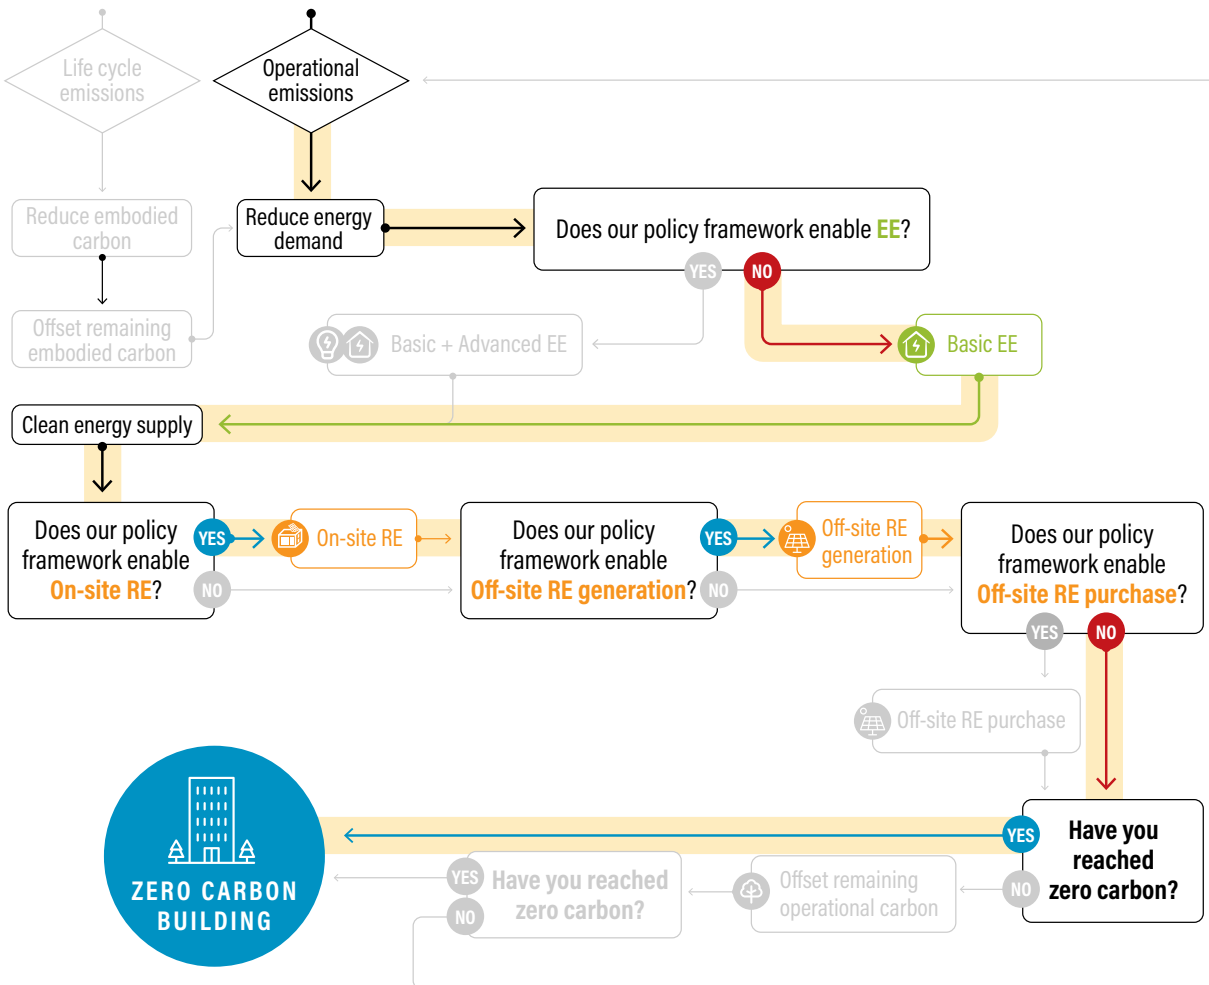 Life cycle
emissions
Operational
emissions
Reduce embodied
carbon
Reduce energy
demand
Does our policy framework enable EE?
YES
NO
Offset remaining
embodied carbon
Basic + Advanced EE
Basic EE
Clean energy supply
Does our policy
framework enable
On-site RE?
YES
NO
On-site RE
Does our policy
framework enable
Off-site RE generation?
YES
NO
Off-site RE
generation
Does our policy
framework enable
Off-site RE purchase?
YES
NO
Off-site RE purchase
Have you
reached
zero carbon?
YES
NO
Offset remaining
operational carbon
Have you reached
zero carbon?
YES
NO
ZERO CARBON
BUILDING